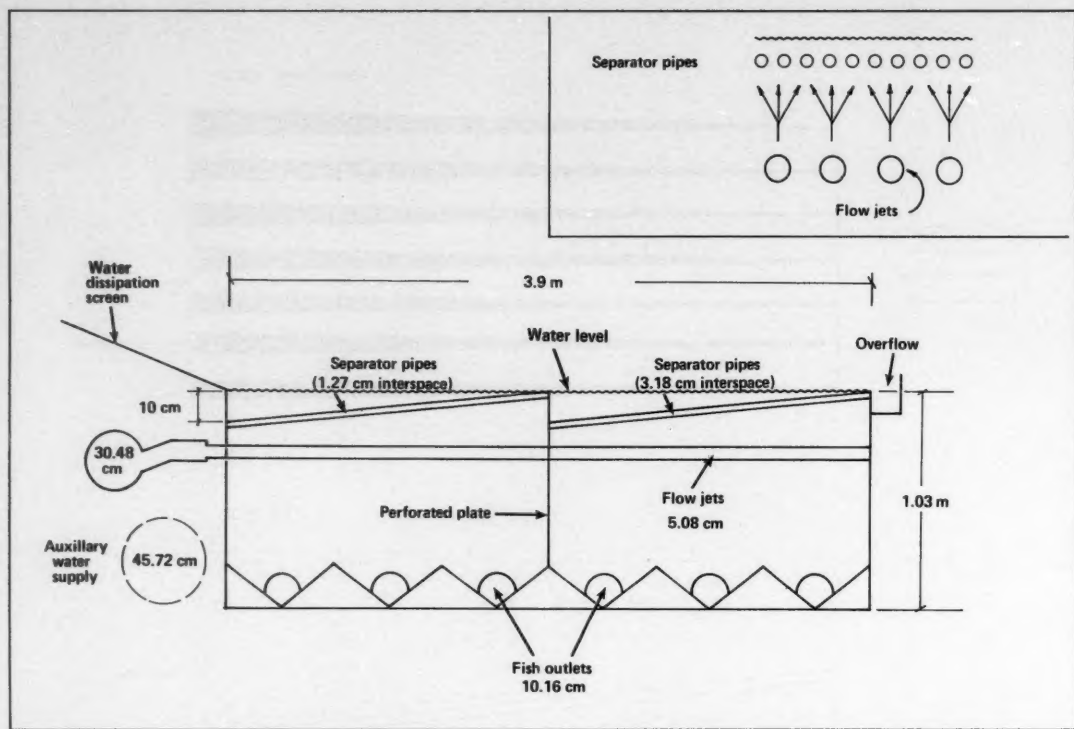 Separator pipes
Flow jets
Water
dissipation
screen
3.9 m
Water level
Overflow
Separator pipes
(1.27 cm interspace)
Separator pipes
(3.18 cm interspace)
10 cm
30.48
cm
Flow jets
5.08 cm
1.03 m
Perforated plate
Auxillary
water
supply
45.72 cm
Fish outlets
10.16 cm